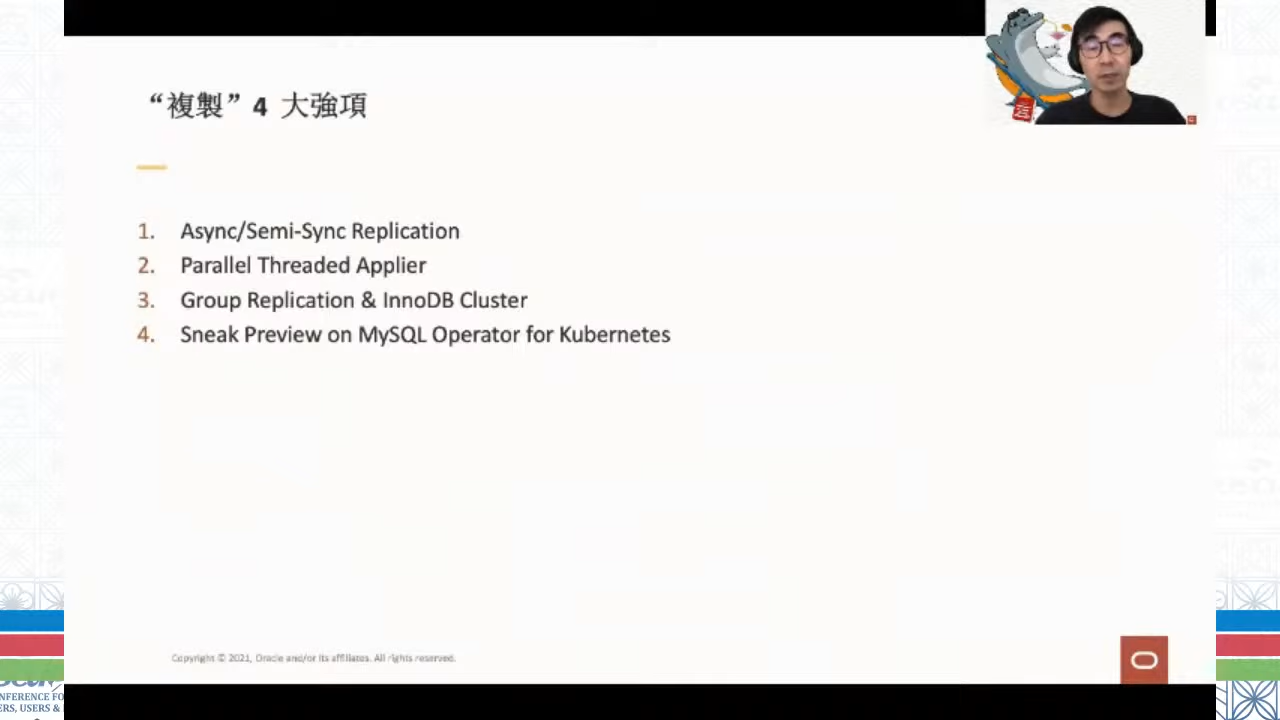 “複製” 4 大強項
1. Async/Semi-Sync Replication
2. Parallel Threaded Applier
3. Group Replication & InnoDB Cluster
4. Sneak Preview on MySQL Operator for Kubernetes
Copyright © 2021, Oracle and/or its affiliates. All rights reserved.